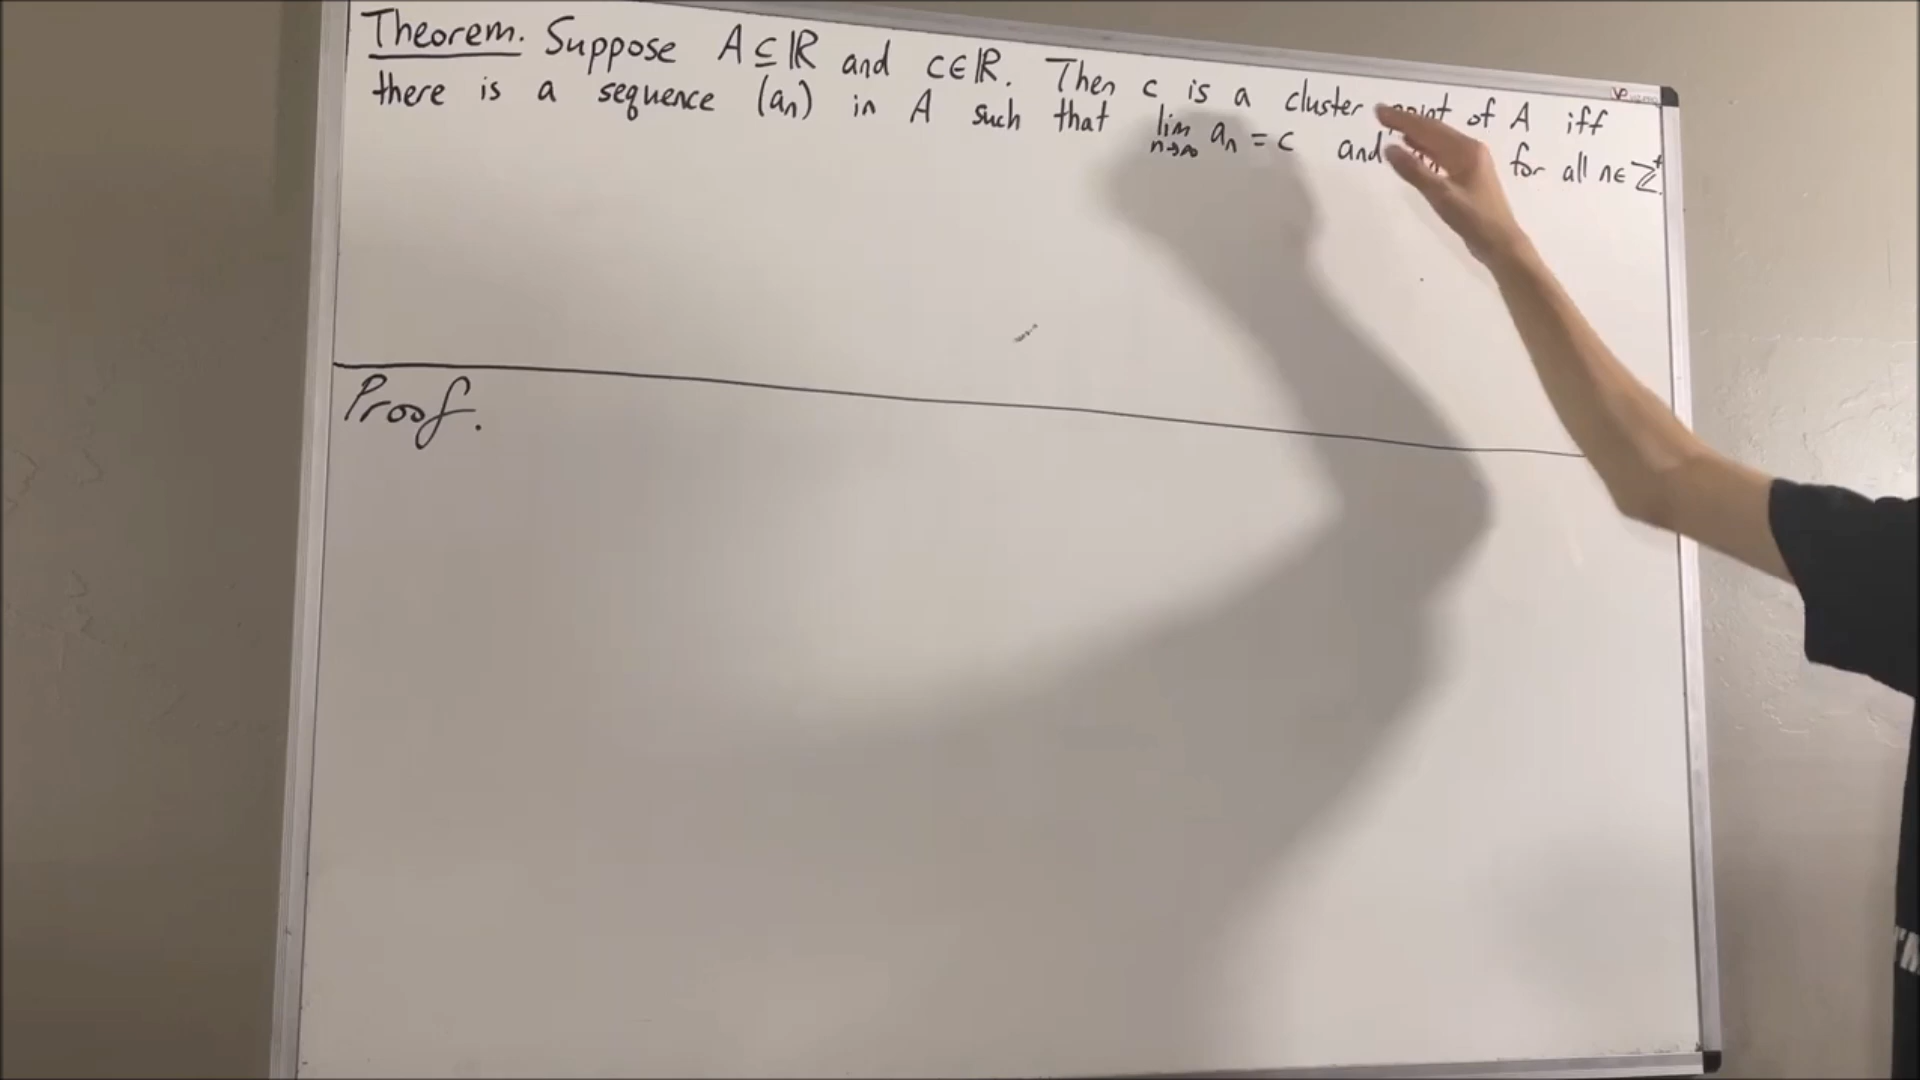 Theorem. Suppose A ⊆ ℝ and c ∈ ℝ. Then c is a cluster point of A iff
there is a sequence (aₙ) in A such that lim n→∞ aₙ = c and for all n ∈ ℤ⁺.
Proof.